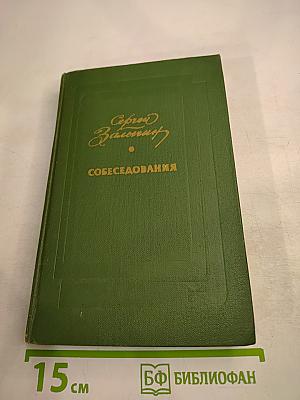 Сергей
Залыгин
СОБЕСЕДОВАНИЯ
15 см
БФ БИБЛИОФАН